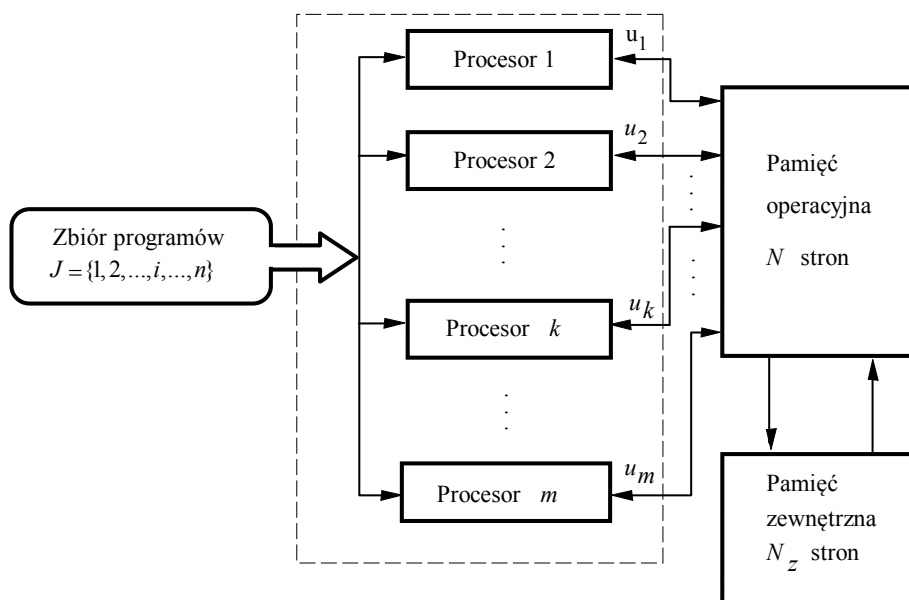 Procesor 1
u1
Procesor 2
u2
Zbiór programów
J = {1, 2, ..., i, ..., n}
Procesor k
uk
Procesor m
um
Pamięć
operacyjna
N stron
Pamięć
zewnętrzna
Nz stron